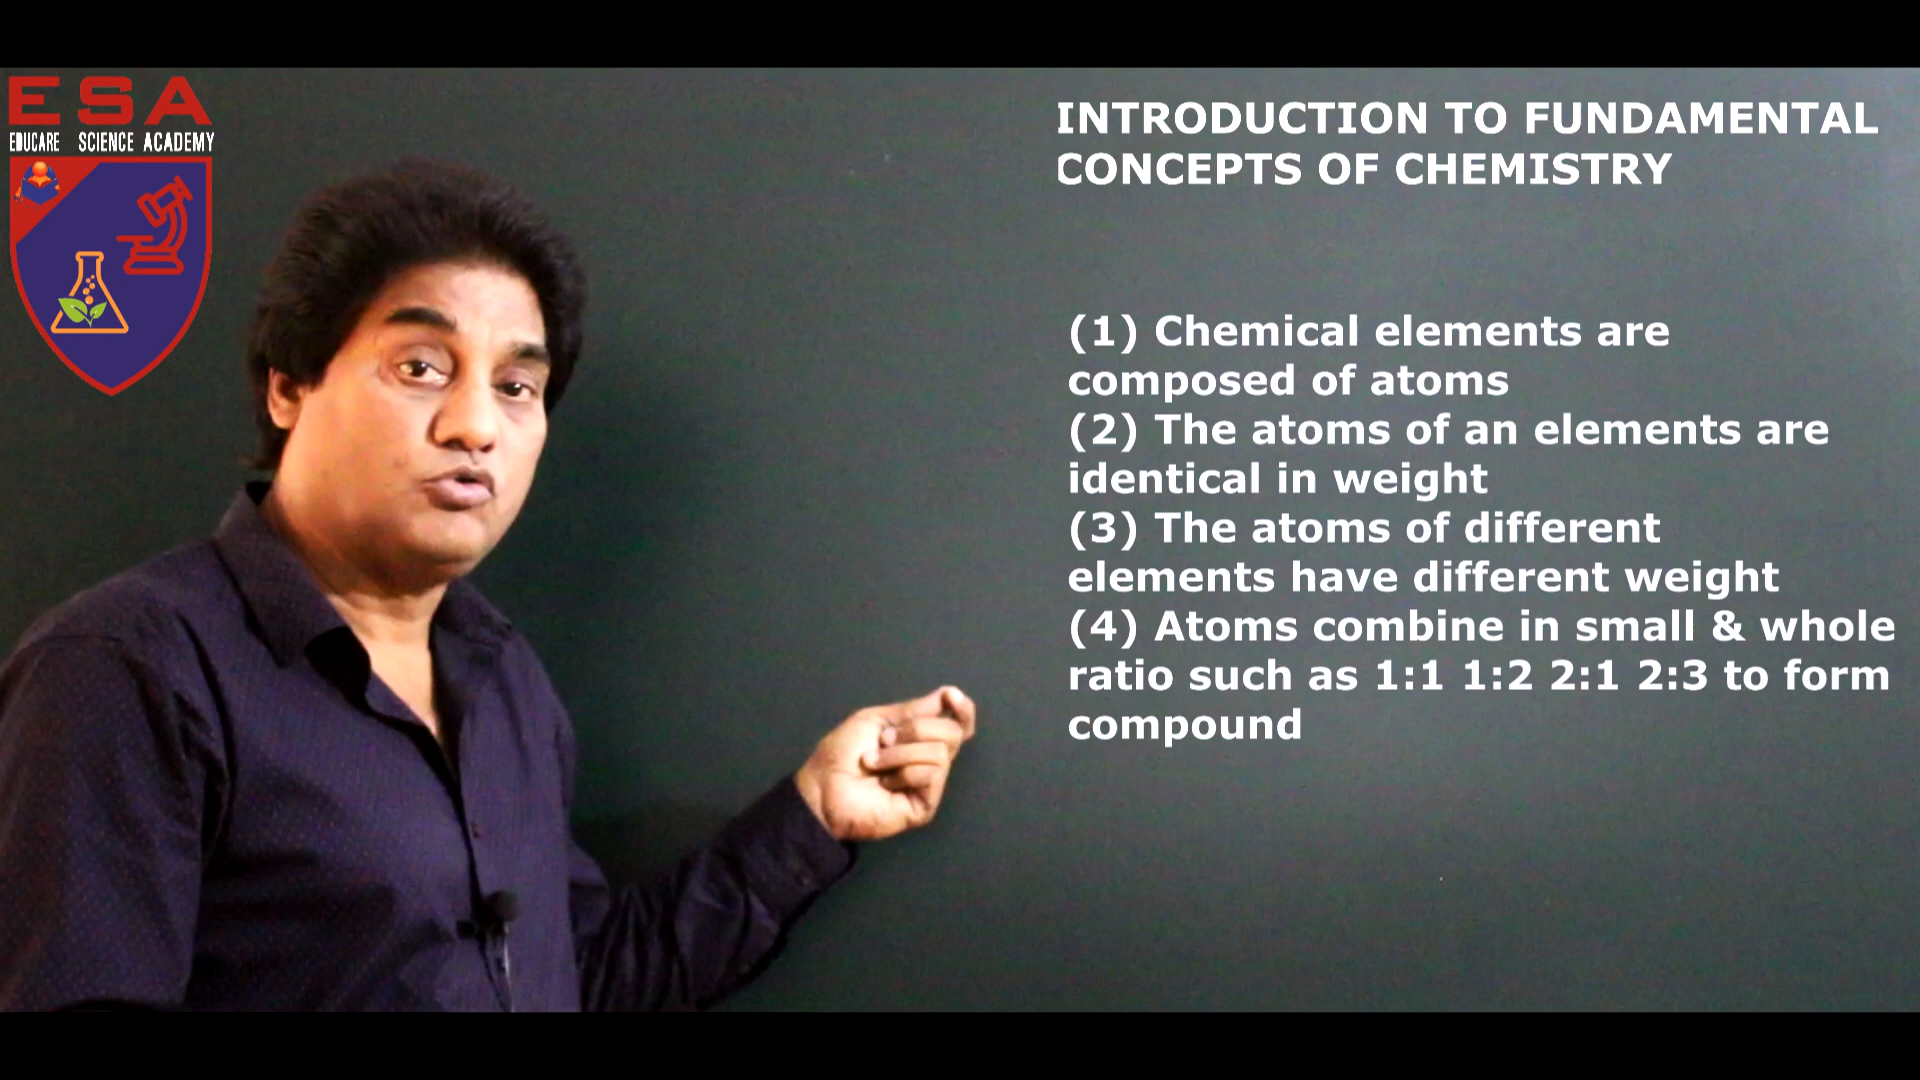 ESA
EDUCARE SCIENCE ACADEMY
INTRODUCTION TO FUNDAMENTAL
CONCEPTS OF CHEMISTRY
(1) Chemical elements are
composed of atoms
(2) The atoms of an elements are
identical in weight
(3) The atoms of different
elements have different weight
(4) Atoms combine in small & whole
ratio such as 1:1 1:2 2:1 2:3 to form
compound